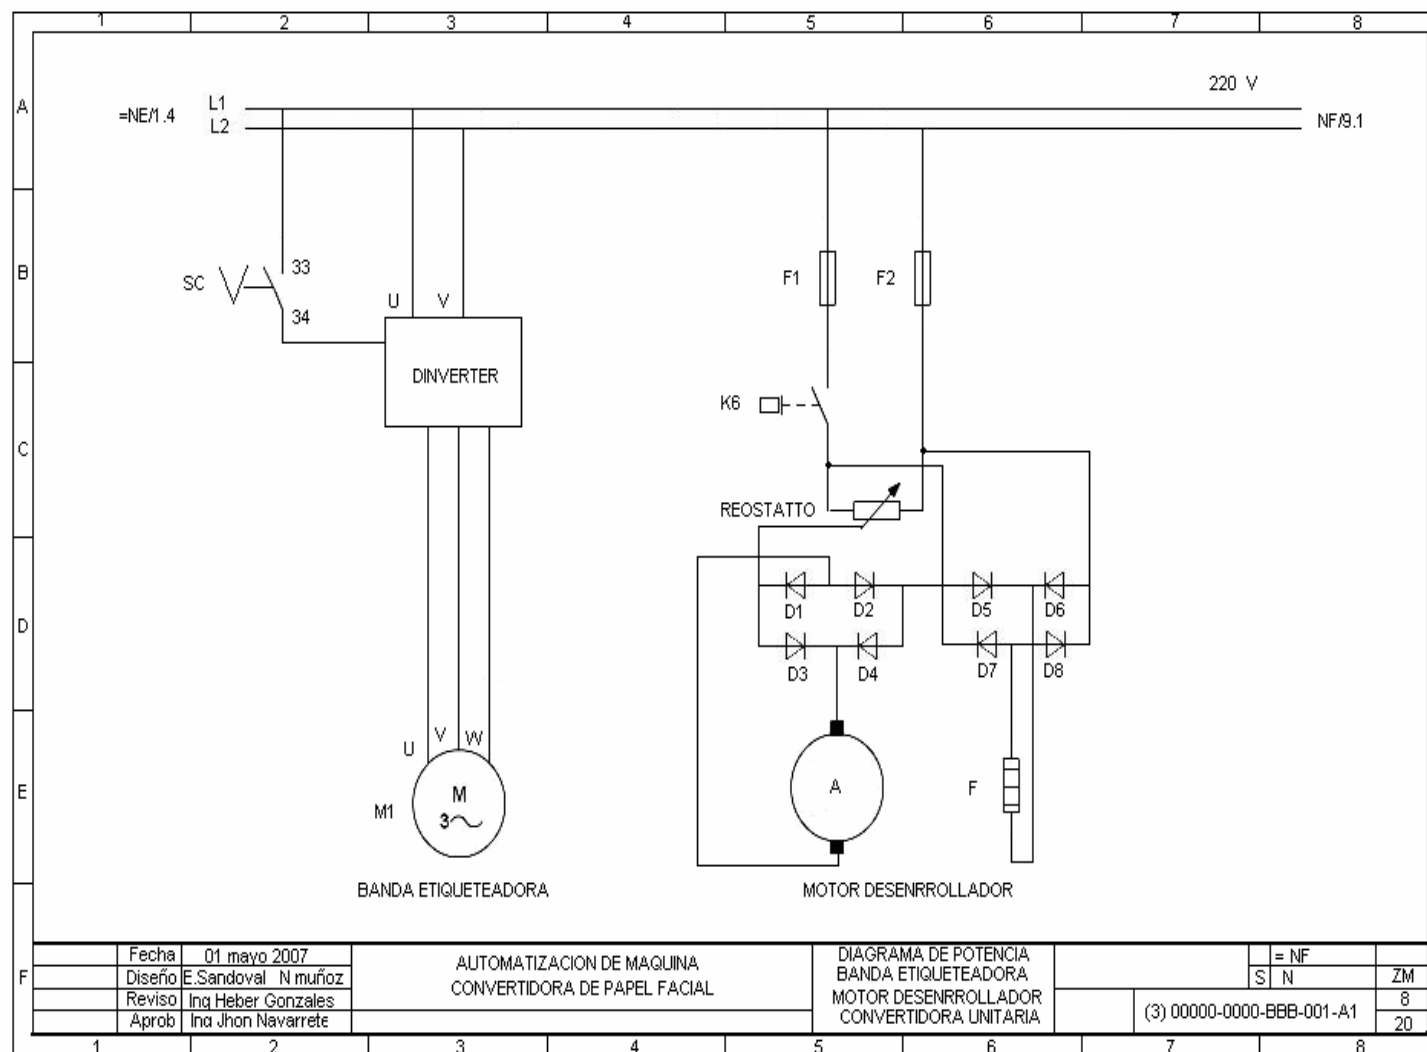 1 2 3 4 5 6 7 8
A
B
C
D
E
F
220 V
=NE/1.4
L1
L2
NF/9.1
SC
33
34
U V
DINVERTER
F1
F2
K6
REOSTATTO
D1 D2 D5 D6
D3 D4 D7 D8
U V W
M1
M
3
A
F
BANDA ETIQUETEADORA
MOTOR DESENRROLLADOR
Fecha 01 mayo 2007
Diseño E.Sandoval N muñoz
Reviso Ing Heber Gonzales
Aprob Ing Jhon Navarrete
AUTOMATIZACION DE MAQUINA
CONVERTIDORA DE PAPEL FACIAL
DIAGRAMA DE POTENCIA
BANDA ETIQUETEADORA
MOTOR DESENRROLLADOR
CONVERTIDORA UNITARIA
= NF
S N
(3) 00000-0000-BBB-001-A1
ZM
8
20
1 2 3 4 5 6 7 8